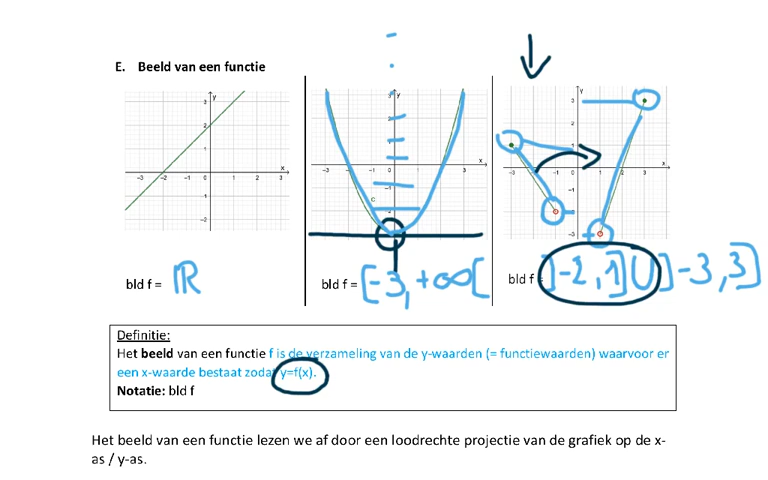 E. Beeld van een functie
bld f = ℝ
bld f = [-3, +∞[
bld f = ]-2, 1] U ]-3, 3]
Definitie:
Het beeld van een functie f is de verzameling van de y-waarden (= functiewaarden) waarvoor er
een x-waarde bestaat zodat y=f(x).
Notatie: bld f
Het beeld van een functie lezen we af door een loodrechte projectie van de grafiek op de x-
as / y-as.